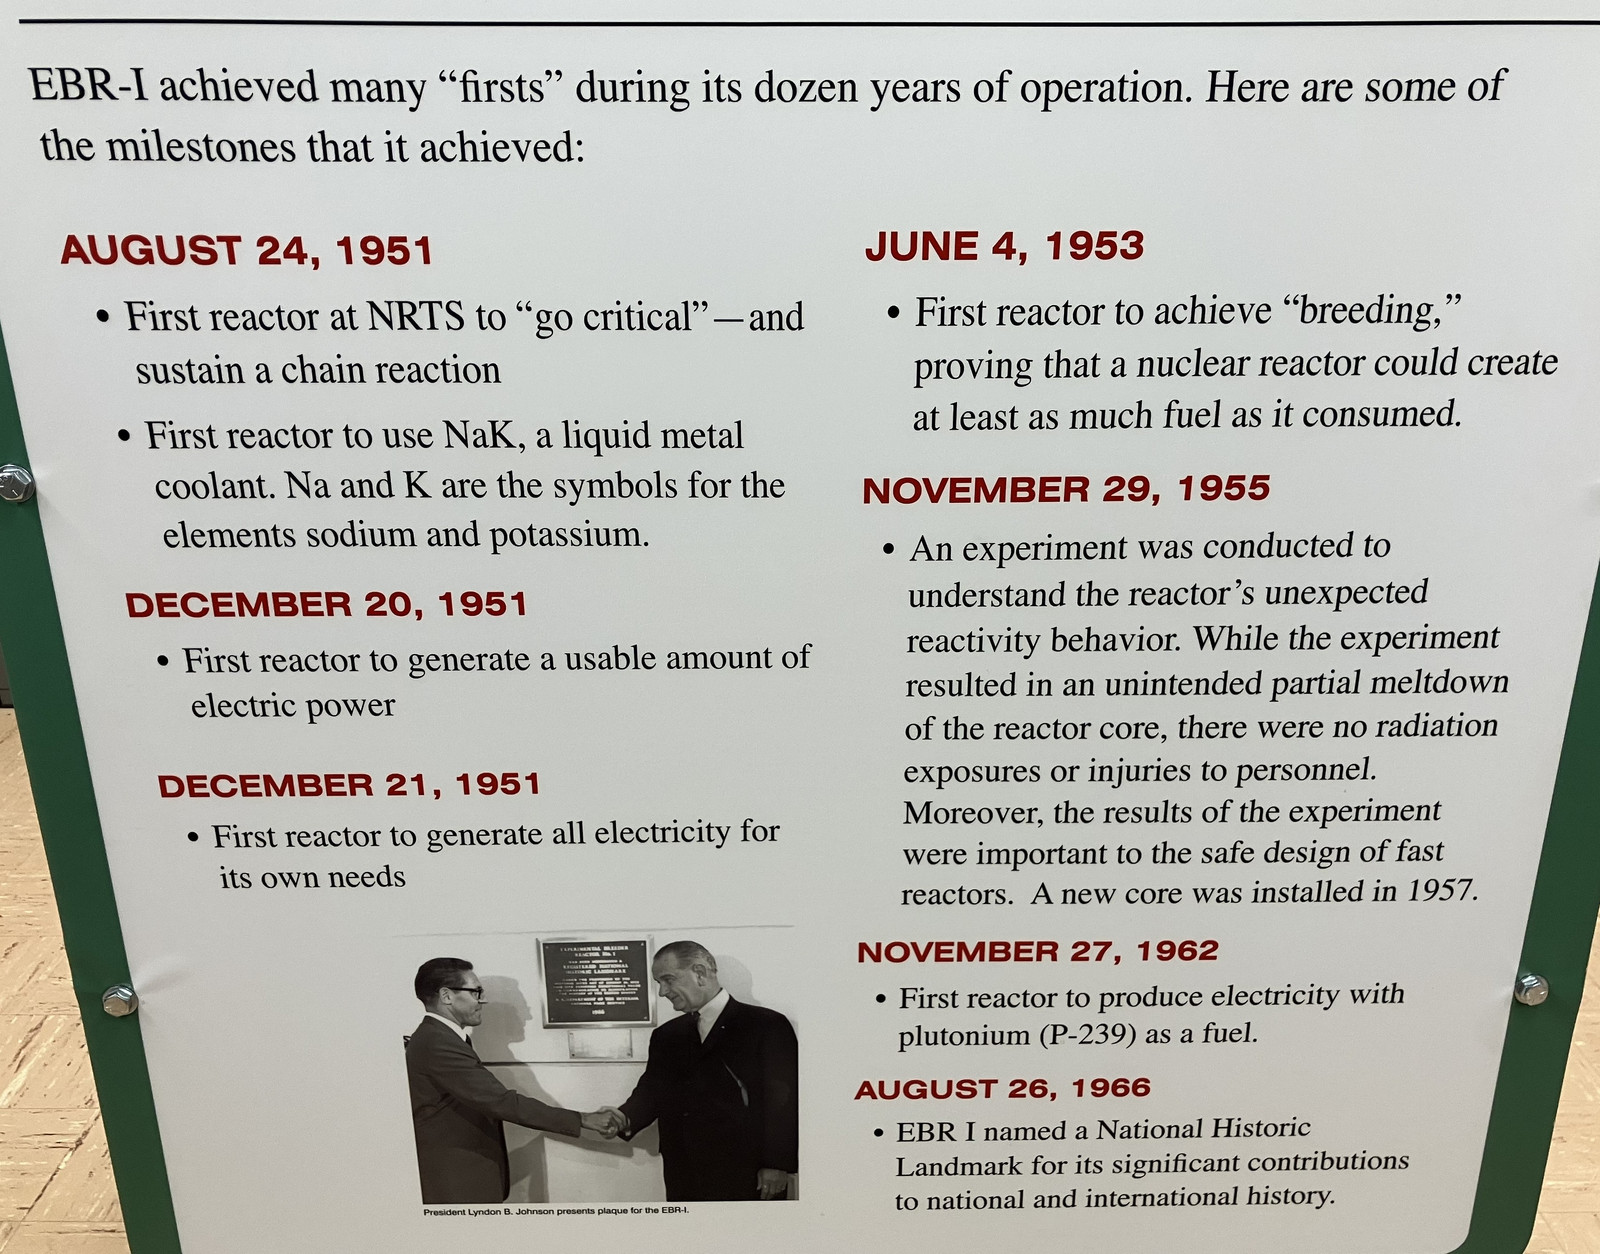 EBR-I achieved many “firsts” during its dozen years of operation. Here are some of
the milestones that it achieved:
AUGUST 24, 1951
• First reactor at NRTS to “go critical”—and
sustain a chain reaction
• First reactor to use NaK, a liquid metal
coolant. Na and K are the symbols for the
elements sodium and potassium.
DECEMBER 20, 1951
• First reactor to generate a usable amount of
electric power
DECEMBER 21, 1951
• First reactor to generate all electricity for
its own needs
EXPERIMENTAL BREEDER
REACTOR No. 1
1966
President Lyndon B. Johnson presents plaque for the EBR-I.
JUNE 4, 1953
• First reactor to achieve “breeding,”
proving that a nuclear reactor could create
at least as much fuel as it consumed.
NOVEMBER 29, 1955
• An experiment was conducted to
understand the reactor’s unexpected
reactivity behavior. While the experiment
resulted in an unintended partial meltdown
of the reactor core, there were no radiation
exposures or injuries to personnel.
Moreover, the results of the experiment
were important to the safe design of fast
reactors.  A new core was installed in 1957.
NOVEMBER 27, 1962
• First reactor to produce electricity with
plutonium (P-239) as a fuel.
AUGUST 26, 1966
• EBR I named a National Historic
Landmark for its significant contributions
to national and international history.